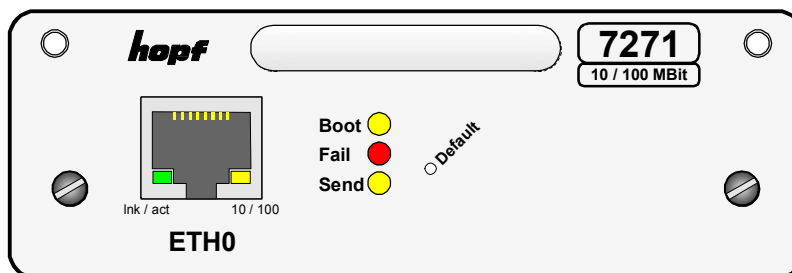 hopf
7271
10 / 100 MBit
Boot
Fail
Send
Default
lnk / act
10 / 100
ETH0